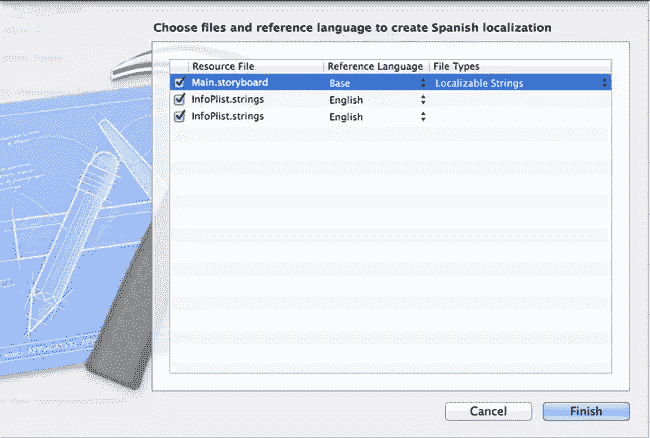 Choose files and reference language to create Spanish localization
Resource File Reference Language File Types
Main.storyboard Base Localizable Strings
InfoPlist.strings English
InfoPlist.strings English
Cancel Finish